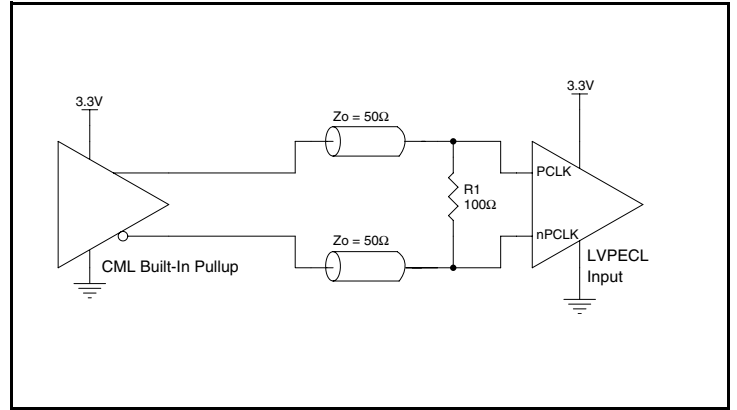 3.3V
3.3V
Zo = 50Ω
PCLK
R1
100Ω
nPCLK
Zo = 50Ω
CML Built-In Pullup
LVPECL
Input